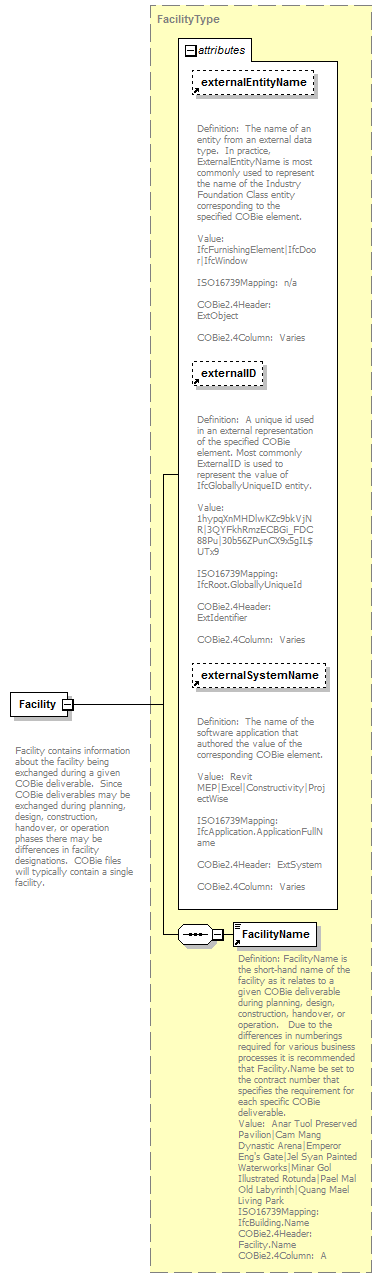 FacilityType
attributes
externalEntityName
Definition:  The name of an
entity from an external data
type.  In practice,
ExternalEntityName is most
commonly used to represent
the name of the Industry
Foundation Class entity
corresponding to the
specified COBie element.
Value:
IfcFurnishingElement|IfcDoo
r|IfcWindow
ISO16739Mapping:  n/a
COBie2.4Header:
ExtObject
COBie2.4Column:  Varies
externalID
Definition:  A unique id used
in an external representation
of the specified COBie
element. Most commonly
ExternalID is used to
represent the value of
IfcGloballyUniqueID entity.
Value:
1hypqXnMHDlwKZc9bkVjN
R|3QYFkhRmzECBGi_FDC
88Pu|30b56ZPunCX9x5gIL$
UTx9
ISO16739Mapping:
IfcRoot.GloballyUniqueId
COBie2.4Header:
ExtIdentifier
COBie2.4Column:  Varies
externalSystemName
Definition:  The name of the
software application that
authored the value of the
corresponding COBie element.
Value:  Revit
MEP|Excel|Constructivity|Proj
ectWise
ISO16739Mapping:
IfcApplication.ApplicationFullN
ame
COBie2.4Header:  ExtSystem
COBie2.4Column:  Varies
Facility
Facility contains information
about the facility being
exchanged during a given
COBie deliverable.  Since
COBie deliverables may be
exchanged during planning,
design, construction,
handover, or operation
phases there may be
differences in facility
designations.  COBie files
will typically contain a single
facility.
FacilityName
Definition: FacilityName is
the short-hand name of the
facility as it relates to a
given COBie deliverable
during planning, design,
construction, handover, or
operation.   Due to the
differences in numberings
required for various business
processes it is recommended
that Facility.Name be set to
the contract number that
specifies the requirement for
each specific COBie
deliverable.
Value:  Anar Tuol Preserved
Pavilion|Cam Mang
Dynastic Arena|Emperor
Eng's Gate|Jel Syan Painted
Waterworks|Minar Gol
Illustrated Rotunda|Pael Mal
Old Labyrinth|Quang Mael
Living Park
ISO16739Mapping:
IfcBuilding.Name
COBie2.4Header:
Facility.Name
COBie2.4Column:  A